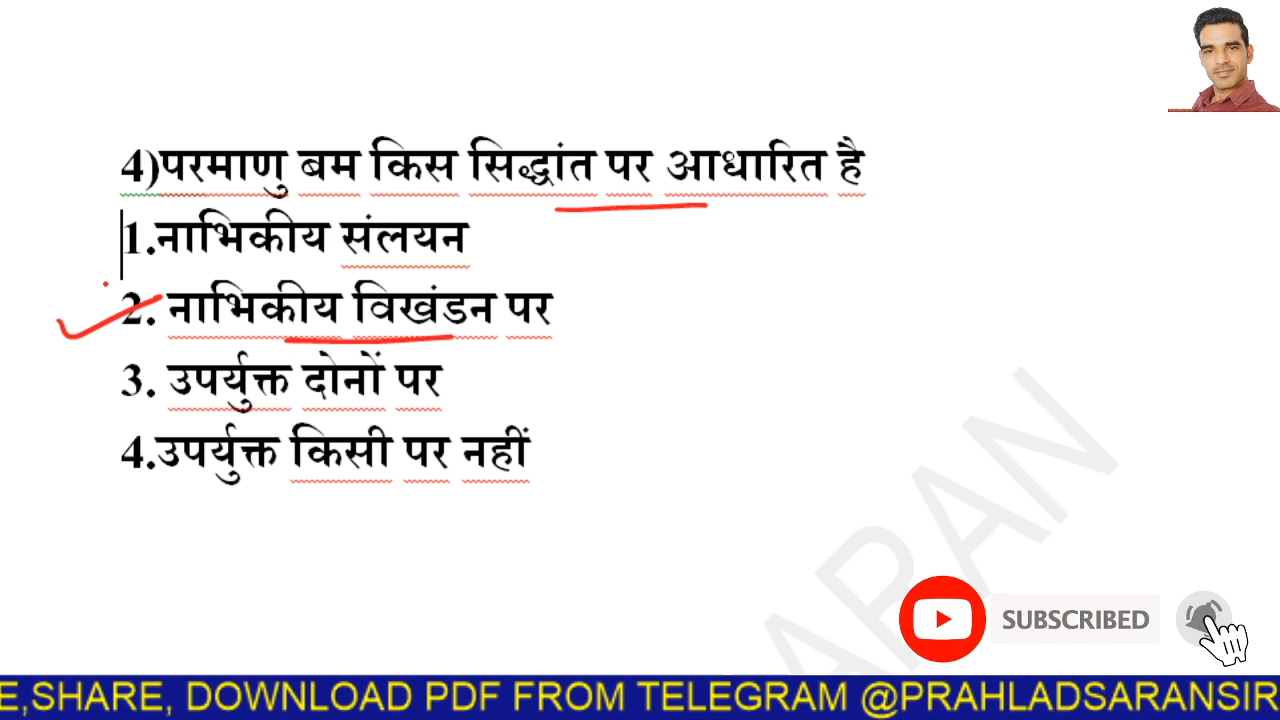 4)परमाणु बम किस सिद्धांत पर आधारित है
1.नाभिकीय संलयन
2. नाभिकीय विखंडन पर
3. उपर्युक्त दोनों पर
4.उपर्युक्त किसी पर नहीं
ARAN
SUBSCRIBED
E,SHARE, DOWNLOAD PDF FROM TELEGRAM @PRAHLADSARANSIR